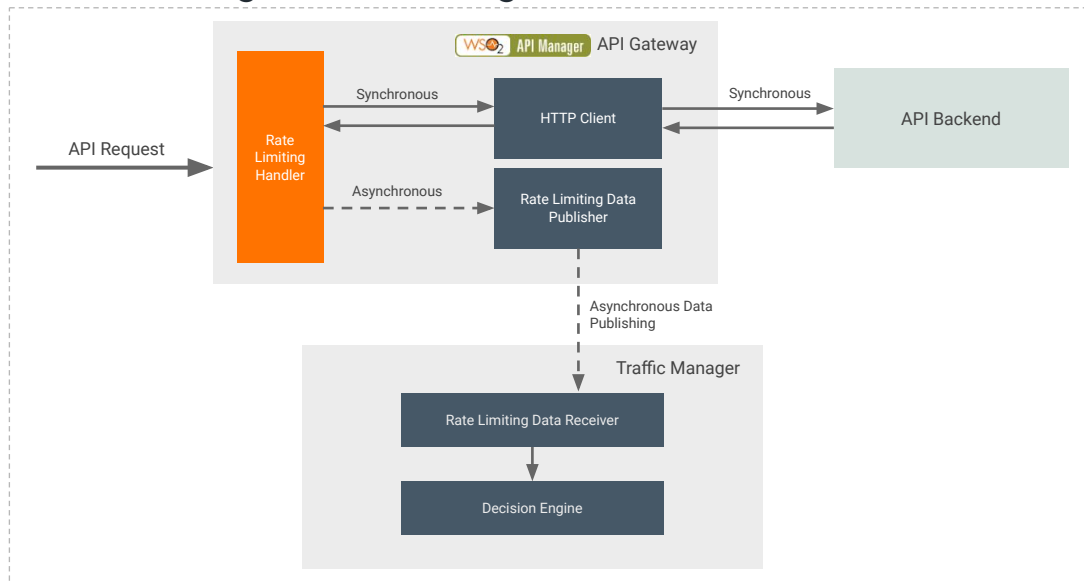 WSO2 API Manager API Gateway
Synchronous
Synchronous
HTTP Client
API Backend
API Request
Rate
Limiting
Handler
Asynchronous
Rate Limiting Data
Publisher
Asynchronous Data
Publishing
Traffic Manager
Rate Limiting Data Receiver
Decision Engine